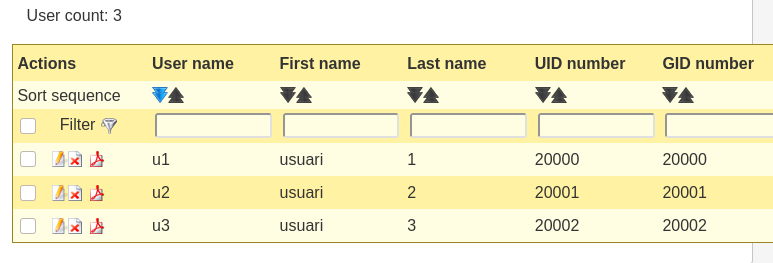 User count: 3
Actions User name First name Last name UID number GID number
Sort sequence
Filter
u1 usuari 1 20000 20000
u2 usuari 2 20001 20001
u3 usuari 3 20002 20002